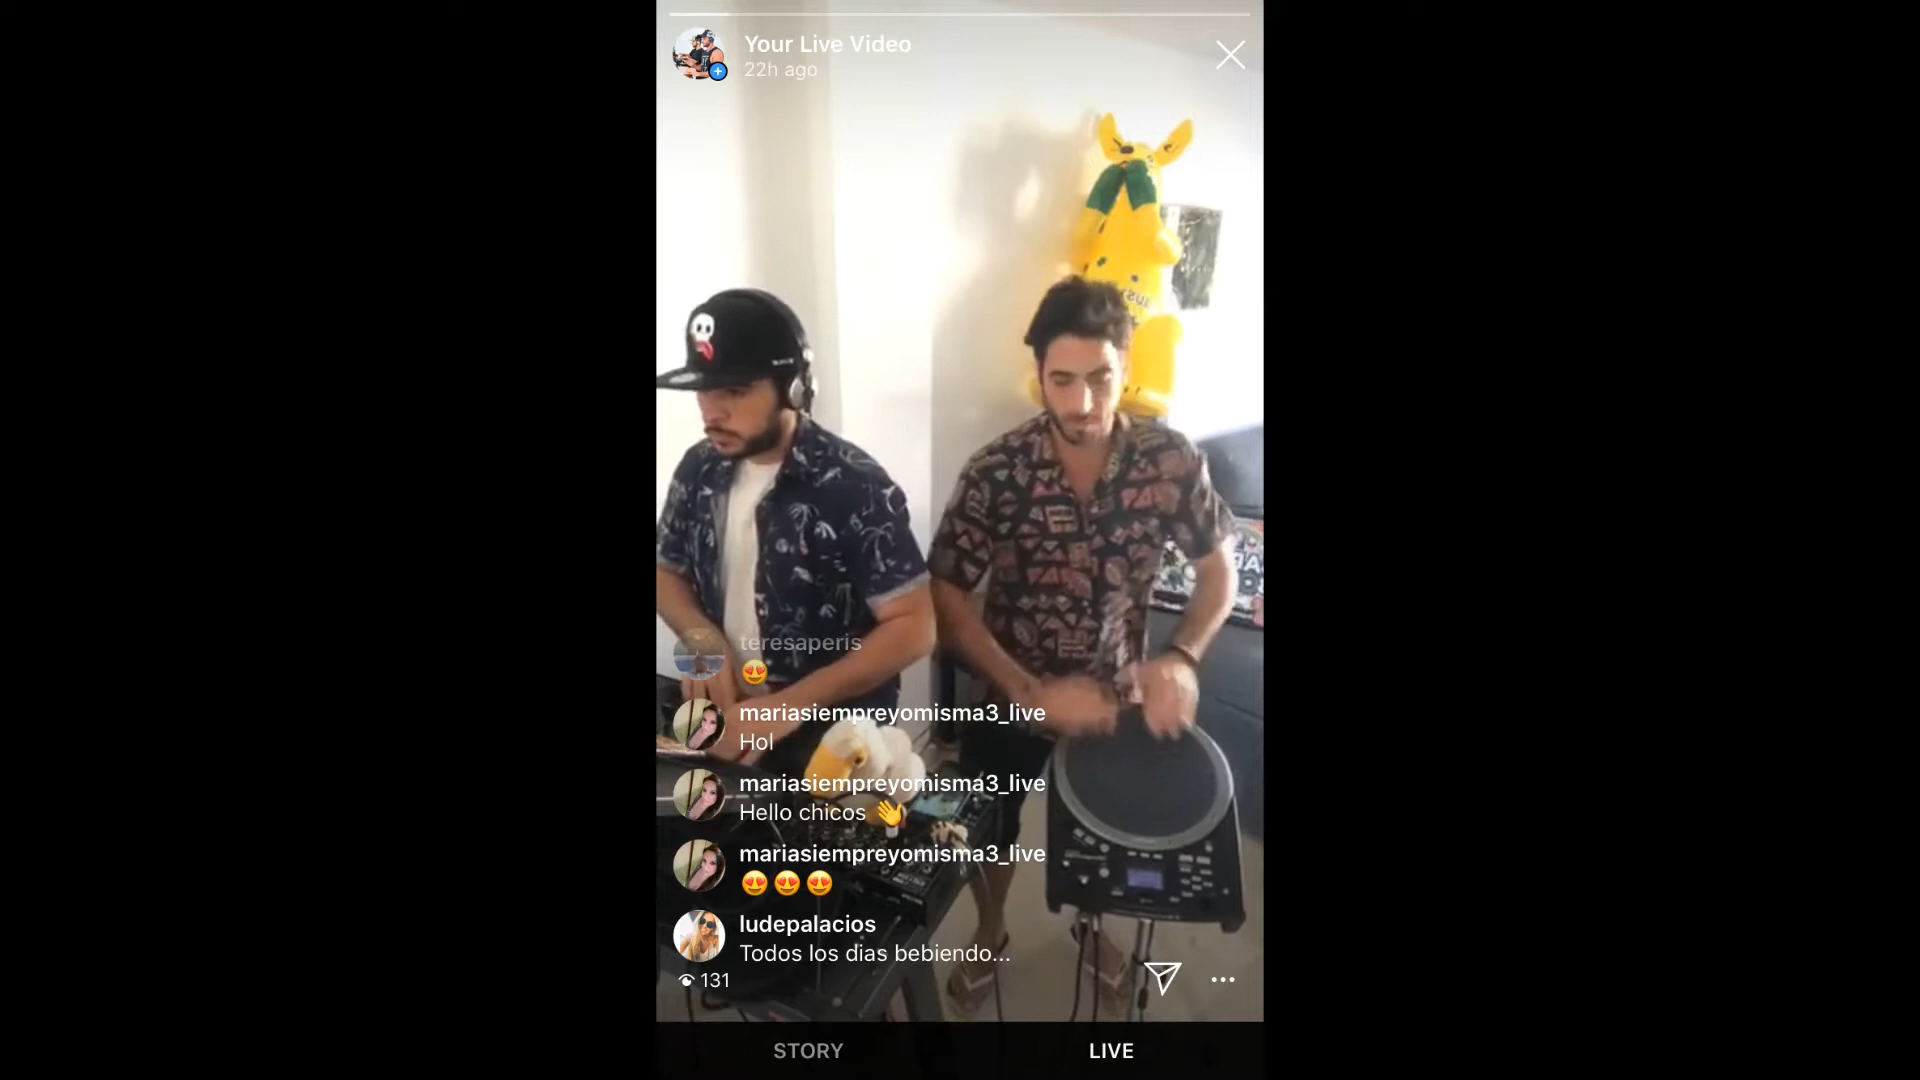 Your Live Video
22h ago
teresaperis
😍
mariasiempreyomisma3_live
Hol
mariasiempreyomisma3_live
Hello chicos 👋
mariasiempreyomisma3_live
😍😍😍
ludepalacios
Todos los dias bebiendo...
131
STORY
LIVE